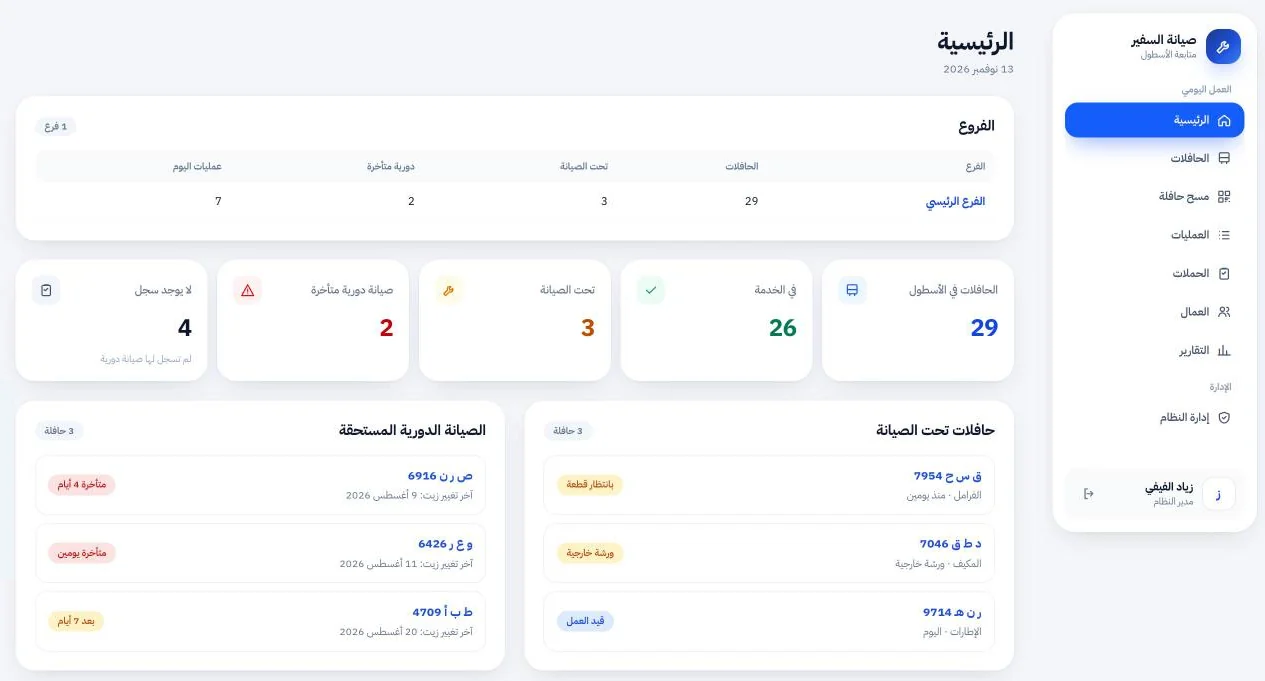 صيانة السفير
متابعة الأسطول
العمل اليومي
الرئيسية
الحافلات
مسح حافلة
العمليات
الحملات
العمال
التقارير
الإدارة
إدارة النظام
ز
زياد الفيفي
مدير النظام
الرئيسية
13 نوفمبر 2026
الفروع
1 فرع
الفرع الحافلات تحت الصيانة دورية متأخرة عمليات اليوم
الفرع الرئيسي 29 3 2 7
الحافلات في الأسطول
29
في الخدمة
26
تحت الصيانة
3
صيانة دورية متأخرة
2
لا يوجد سجل
4
لم تسجل لها صيانة دورية
حافلات تحت الصيانة
3 حافلة
ق س ح 7954
الفرامل · منذ يومين
بانتظار قطعة
د ط ق 7046
المكيف · ورشة خارجية
ورشة خارجية
ر ن هـ 9714
الإطارات · اليوم
قيد العمل
الصيانة الدورية المستحقة
3 حافلة
ص ر ن 6916
آخر تغيير زيت: 9 أغسطس 2026
متأخرة 4 أيام
و ع ر 6426
آخر تغيير زيت: 11 أغسطس 2026
متأخرة يومين
ط ب أ 4709
آخر تغيير زيت: 20 أغسطس 2026
بعد 7 أيام